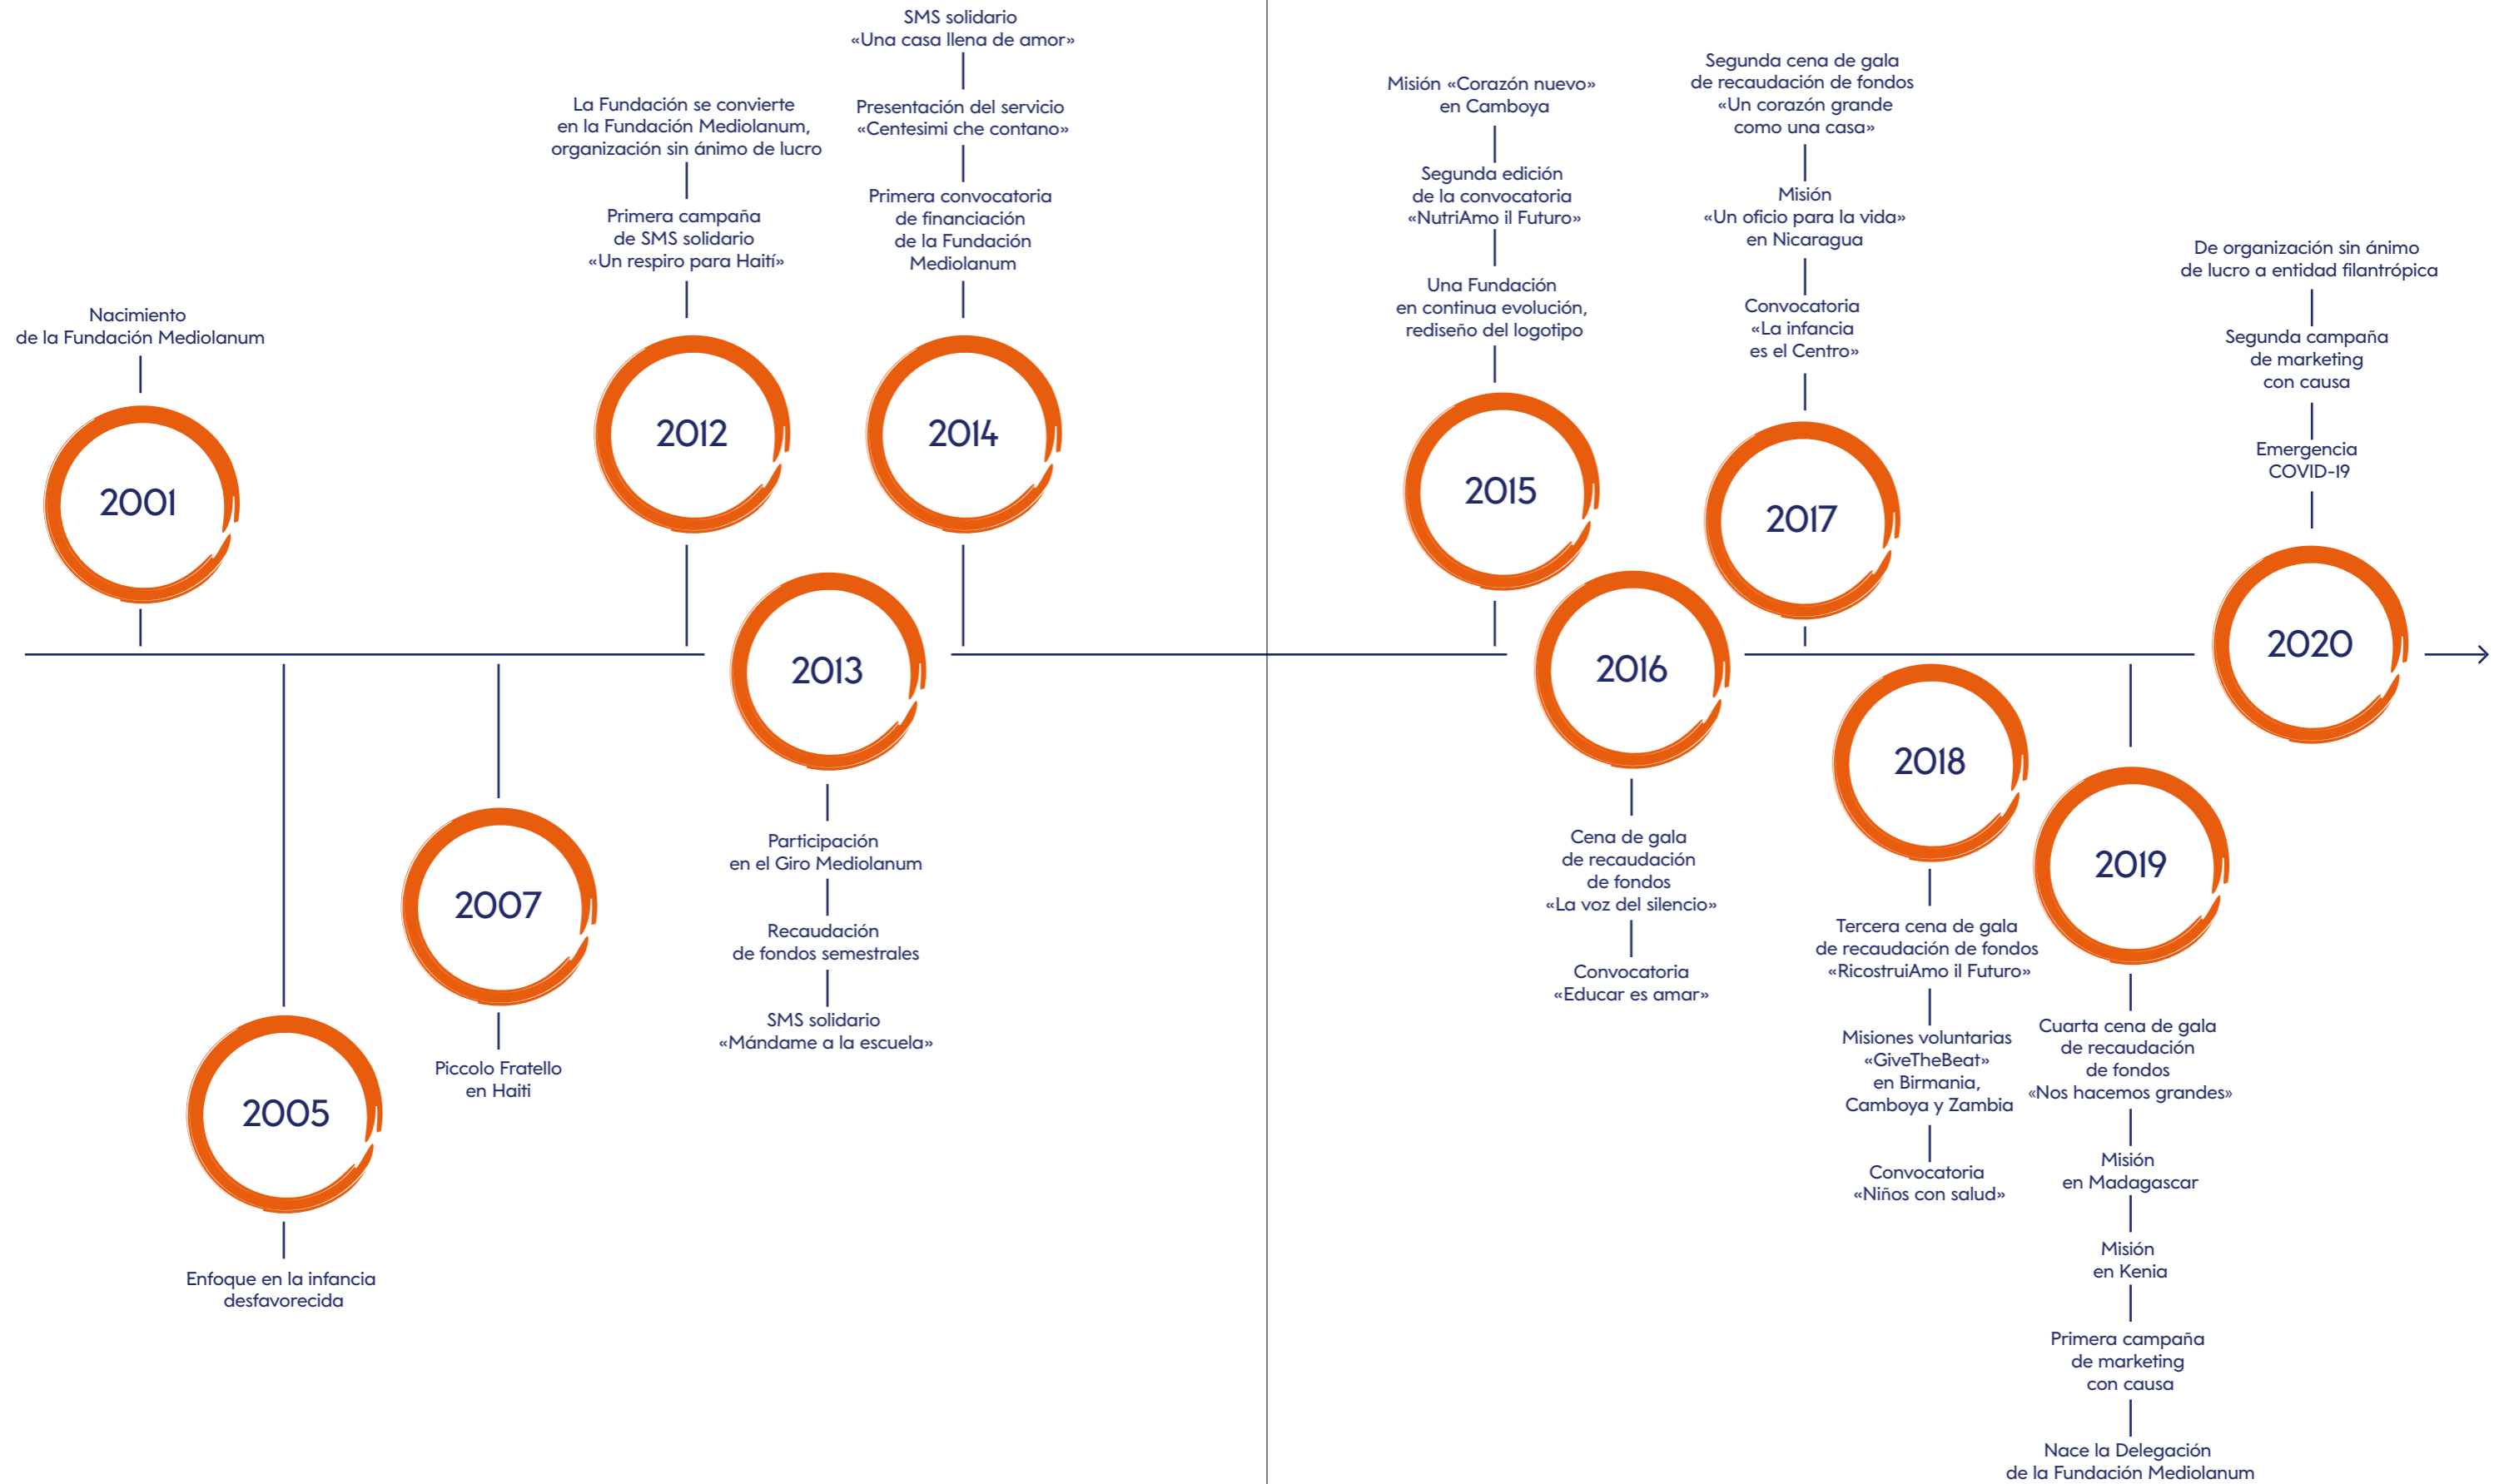 Nacimiento
de la Fundación Mediolanum
2001
2005
Enfoque en la infancia
desfavorecida
2007
Piccolo Fratello
en Haiti
La Fundación se convierte
en la Fundación Mediolanum,
organización sin ánimo de lucro
Primera campaña
de SMS solidario
«Un respiro para Haití»
2012
2013
Participación
en el Giro Mediolanum
Recaudación
de fondos semestrales
SMS solidario
«Mándame a la escuela»
SMS solidario
«Una casa llena de amor»
Presentación del servicio
«Centesimi che contano»
Primera convocatoria
de financiación
de la Fundación
Mediolanum
2014
Misión «Corazón nuevo»
en Camboya
Segunda edición
de la convocatoria
«NutriAmo il Futuro»
Una Fundación
en continua evolución,
rediseño del logotipo
2015
2016
Cena de gala
de recaudación
de fondos
«La voz del silencio»
Convocatoria
«Educar es amar»
Segunda cena de gala
de recaudación de fondos
«Un corazón grande
como una casa»
Misión
«Un oficio para la vida»
en Nicaragua
Convocatoria
«La infancia
es el Centro»
2017
2018
Tercera cena de gala
de recaudación de fondos
«RicostruiAmo il Futuro»
Misiones voluntarias
«GiveTheBeat»
en Birmania,
Camboya y Zambia
Convocatoria
«Niños con salud»
2019
Cuarta cena de gala
de recaudación
de fondos
«Nos hacemos grandes»
Misión
en Madagascar
Misión
en Kenia
Primera campaña
de marketing
con causa
Nace la Delegación
de la Fundación Mediolanum
De organización sin ánimo
de lucro a entidad filantrópica
Segunda campaña
de marketing
con causa
Emergencia
COVID-19
2020